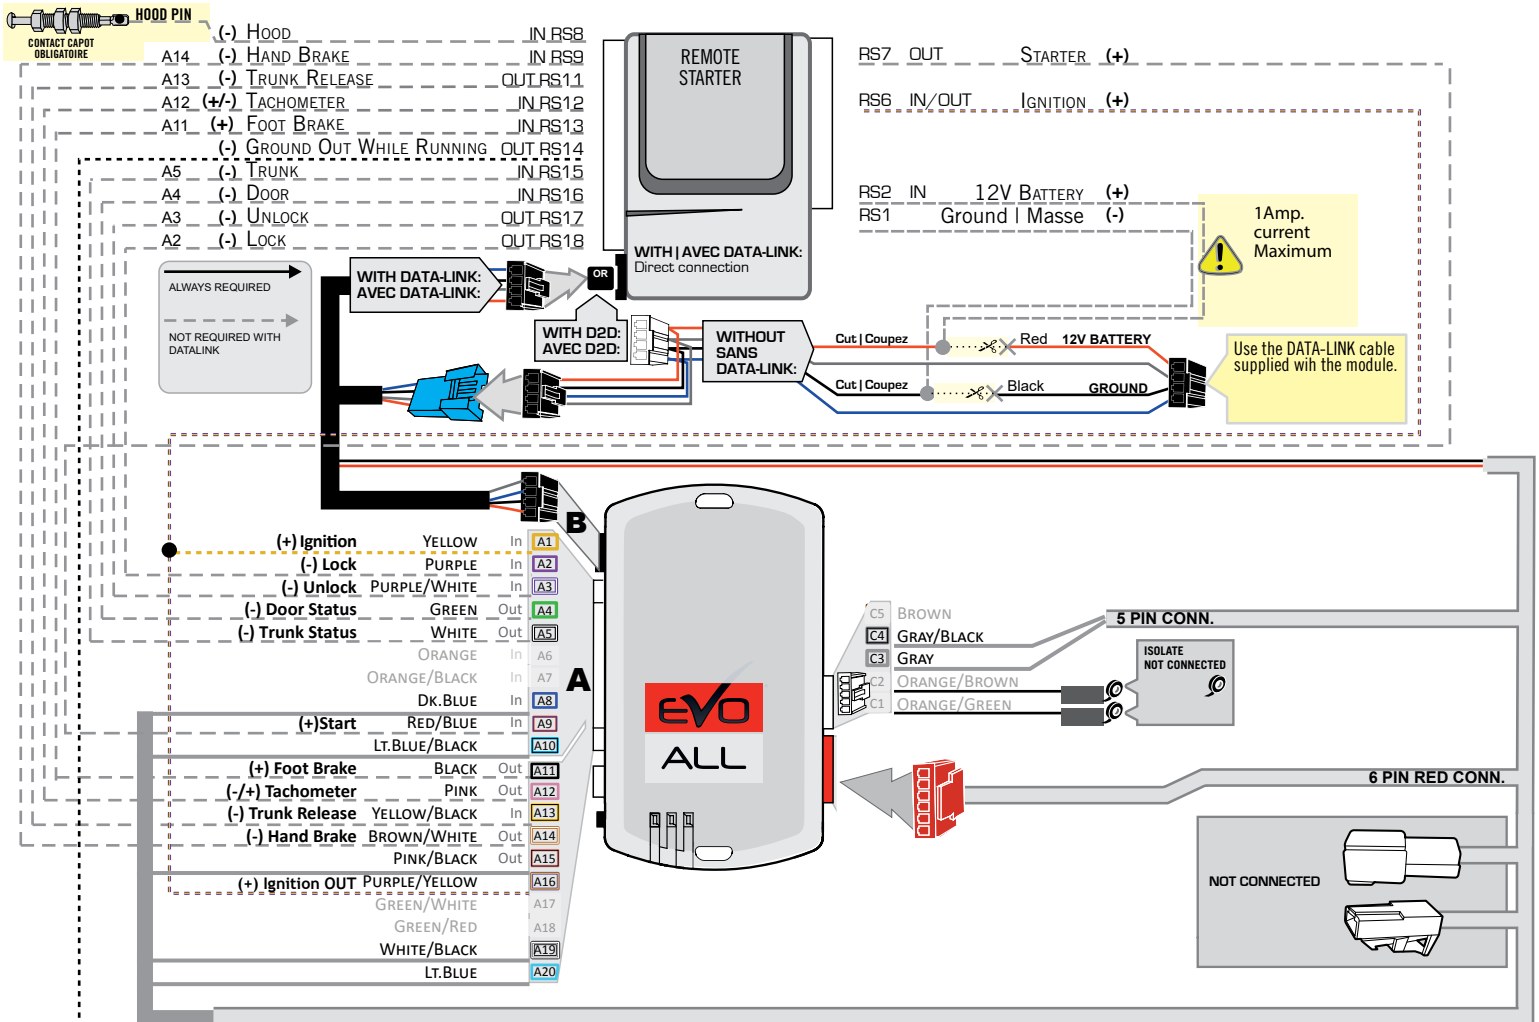 HOOD PIN
CONTACT CAPOT
OBLIGATOIRE
(-) HOOD IN RS8
A14 (-) HAND BRAKE IN RS9
A13 (-) TRUNK RELEASE OUT RS11
A12 (+/-) TACHOMETER IN RS12
A11 (+) FOOT BRAKE IN RS13
(-) GROUND OUT WHILE RUNNING OUT RS14
A5 (-) TRUNK IN RS15
A4 (-) DOOR IN RS16
A3 (-) UNLOCK OUT RS17
A2 (-) LOCK OUT RS18
REMOTE
STARTER
WITH | AVEC DATA-LINK:
Direct connection
RS7 OUT STARTER (+)
RS6 IN/OUT IGNITION (+)
RS2 IN 12V BATTERY (+)
RS1 Ground | Masse (-)
1Amp.
current
Maximum
!
ALWAYS REQUIRED
NOT REQUIRED WITH
DATALINK
WITH DATA-LINK:
AVEC DATA-LINK:
OR
WITH D2D:
AVEC D2D:
WITHOUT
SANS
DATA-LINK:
Cut | Coupez Red 12V BATTERY
Cut | Coupez Black GROUND
Use the DATA-LINK cable
supplied wih the module.
B
A
(+) Ignition YELLOW In A1
(-) Lock PURPLE In A2
(-) Unlock PURPLE/WHITE In A3
(-) Door Status GREEN Out A4
(-) Trunk Status WHITE Out A5
ORANGE In A6
ORANGE/BLACK In A7
DK.BLUE In A8
(+)Start RED/BLUE In A9
LT.BLUE/BLACK A10
(+) Foot Brake BLACK Out A11
(-/+) Tachometer PINK Out A12
(-) Trunk Release YELLOW/BLACK In A13
(-) Hand Brake BROWN/WHITE Out A14
PINK/BLACK Out A15
(+) Ignition OUT PURPLE/YELLOW A16
GREEN/WHITE A17
GREEN/RED A18
WHITE/BLACK A19
LT.BLUE A20
EVO
ALL
C5 BROWN
C4 GRAY/BLACK
C3 GRAY
C2 ORANGE/BROWN
C1 ORANGE/GREEN
5 PIN CONN.
ISOLATE
NOT CONNECTED
6 PIN RED CONN.
NOT CONNECTED